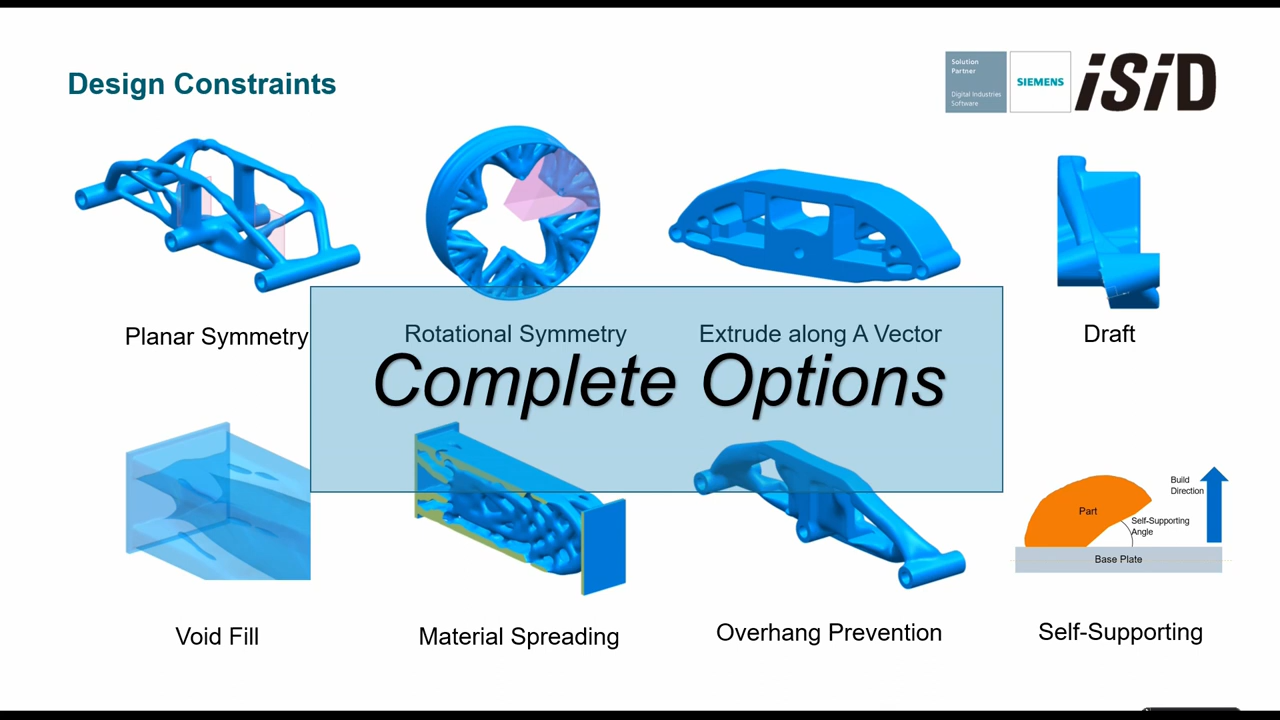 Design Constraints
Solution
Partner
Digital Industries
Software
SIEMENS
iSiD
Planar Symmetry
Rotational Symmetry
Extrude along A Vector
Draft
Complete Options
Build
Direction
Part
Self-Supporting
Angle
Base Plate
Void Fill
Material Spreading
Overhang Prevention
Self-Supporting